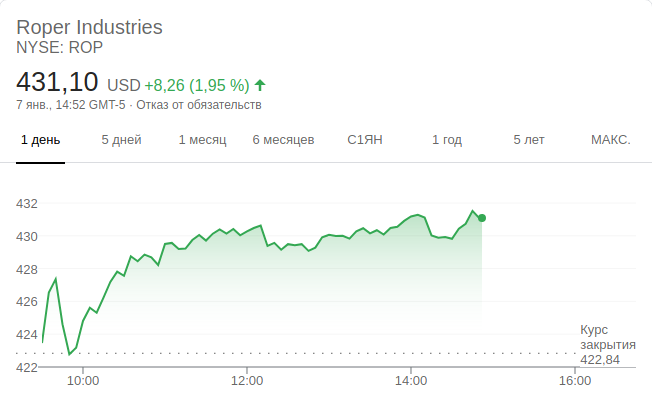 Roper Industries
NYSE: ROP
431,10 USD +8,26 (1,95 %)
7 янв., 14:52 GMT-5 · Отказ от обязательств
1 день 5 дней 1 месяц 6 месяцев С1ЯН 1 год 5 лет МАКС.
432
430
428
426
424
422
Курс
закрытия
422,84
10:00 12:00 14:00 16:00